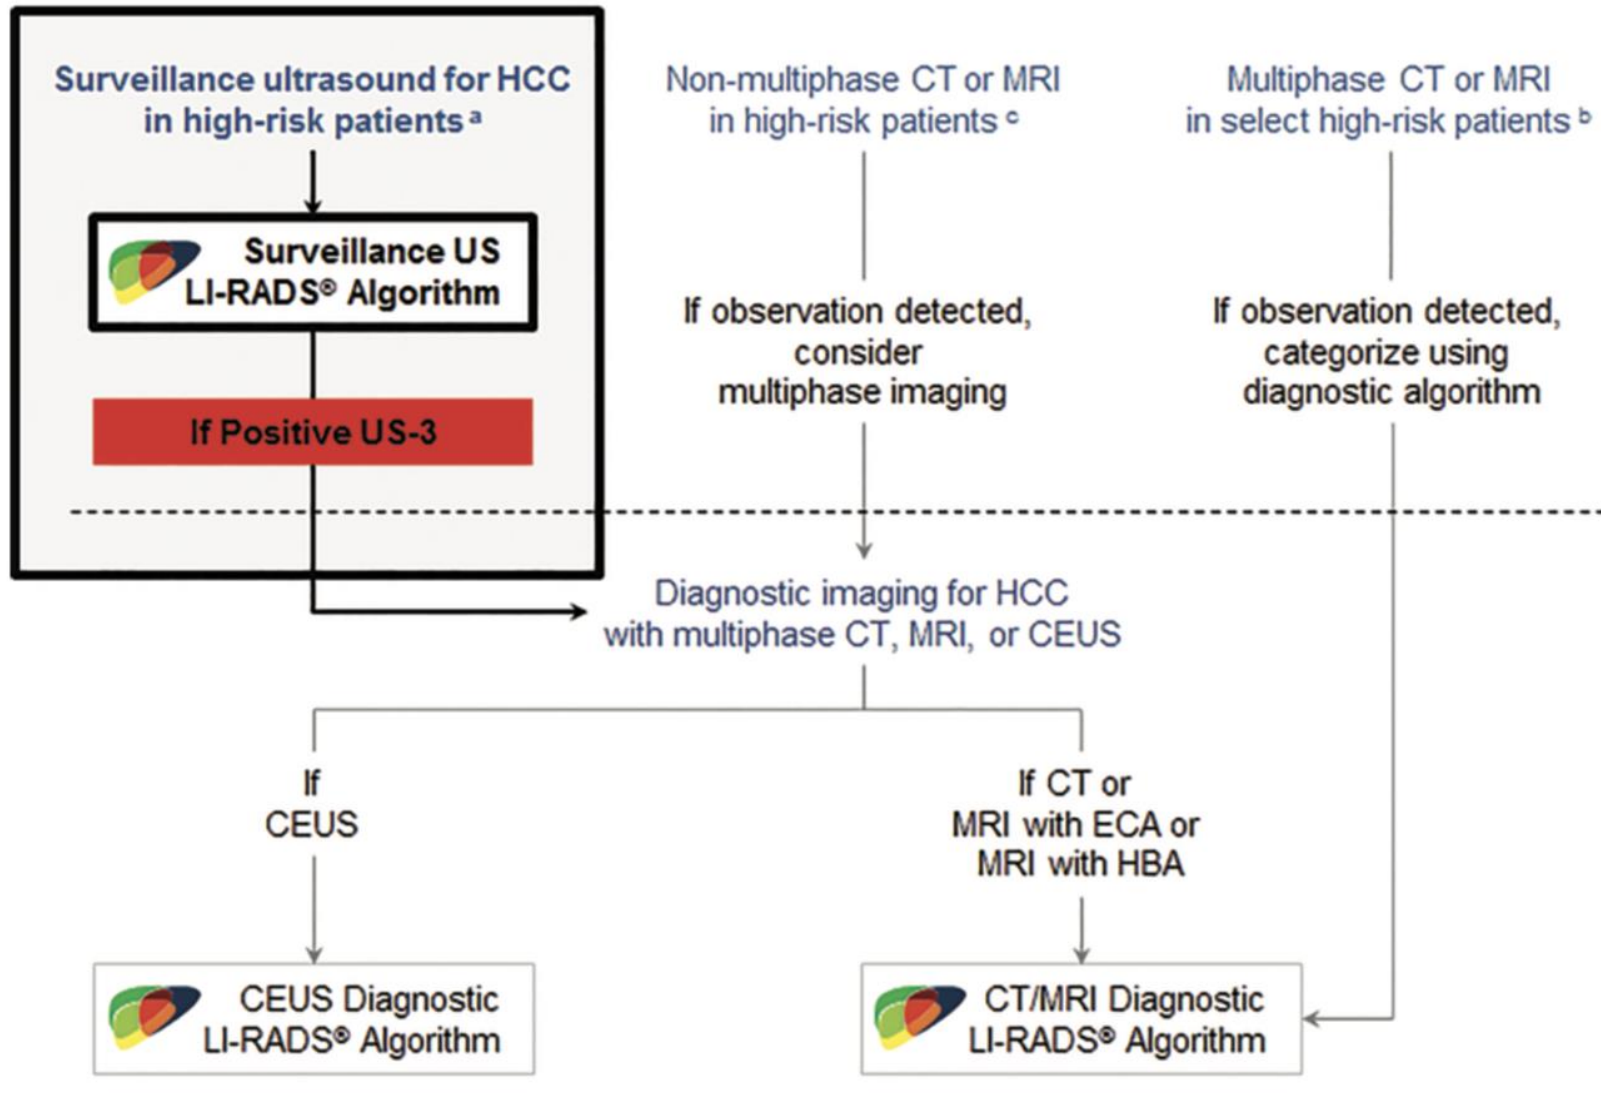 Surveillance ultrasound for HCC
in high-risk patients a
Surveillance US
LI-RADS® Algorithm
If Positive US-3
Non-multiphase CT or MRI
in high-risk patients c
If observation detected,
consider
multiphase imaging
Multiphase CT or MRI
in select high-risk patients b
If observation detected,
categorize using
diagnostic algorithm
Diagnostic imaging for HCC
with multiphase CT, MRI, or CEUS
If
CEUS
If CT or
MRI with ECA or
MRI with HBA
CEUS Diagnostic
LI-RADS® Algorithm
CT/MRI Diagnostic
LI-RADS® Algorithm